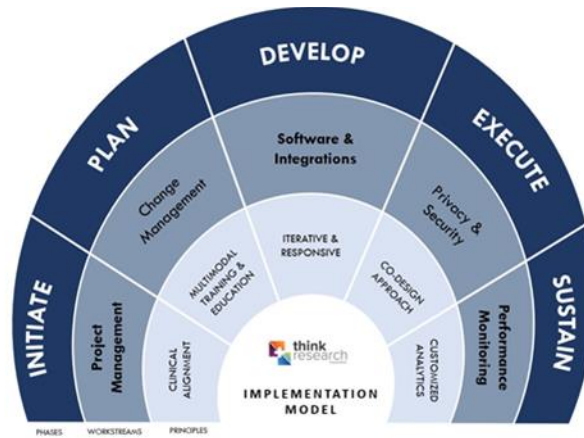 INITIATE
PLAN
DEVELOP
EXECUTE
SUSTAIN
Project
Management
Change
Management
Software &
Integrations
Privacy &
Security
Performance
Monitoring
CLINICAL
ALIGNMENT
MULTIMODAL
TRAINING &
EDUCATION
ITERATIVE &
RESPONSIVE
CO-DESIGN
APPROACH
CUSTOMIZED
ANALYTICS
think
research
IMPLEMENTATION
MODEL
PHASES WORKSTREAMS PRINCIPLES